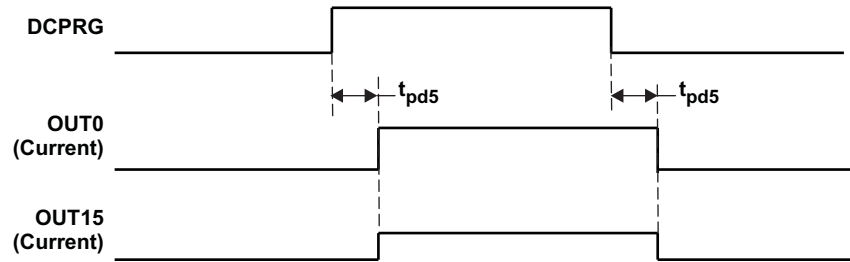 DCPRG
tpd5
tpd5
OUT0
(Current)
OUT15
(Current)